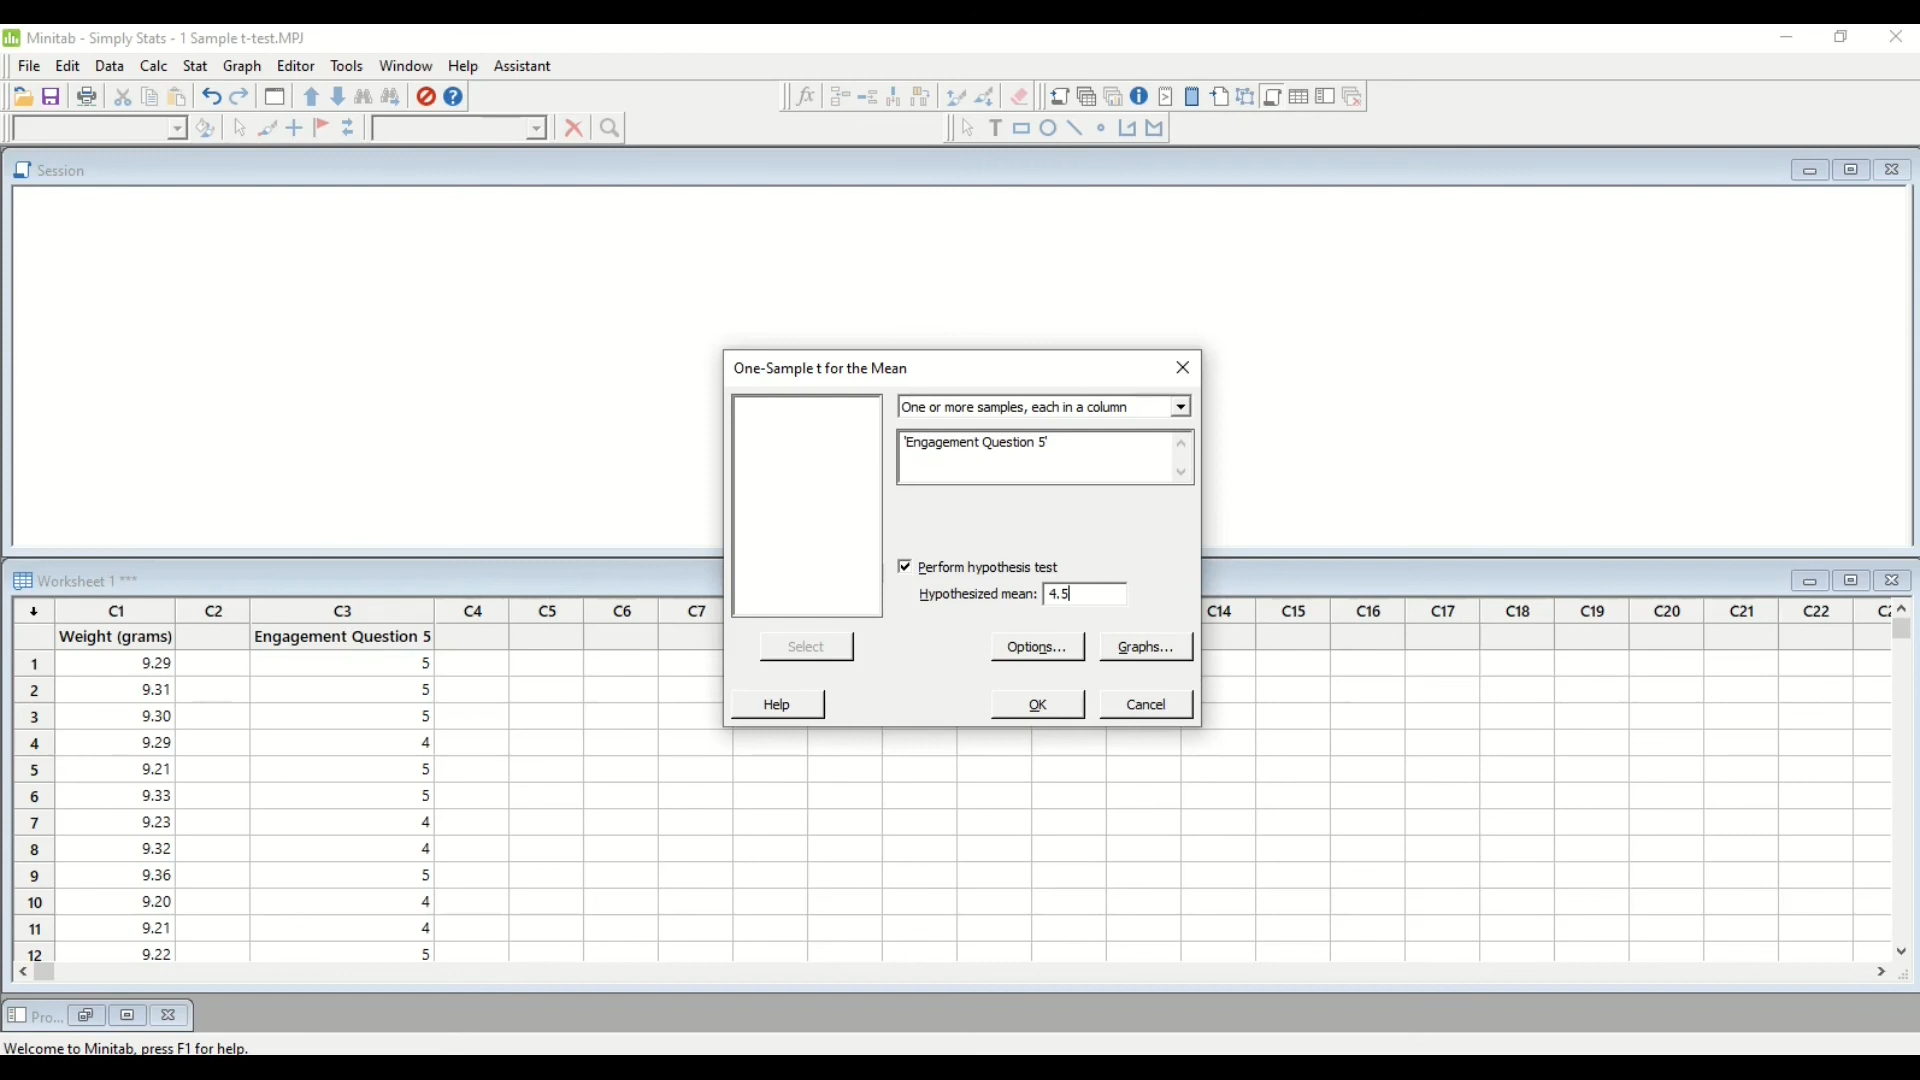 Minitab - Simply Stats - 1 Sample t-test.MPJ
File Edit Data Calc Stat Graph Editor Tools Window Help Assistant
Session
One-Sample t for the Mean
One or more samples, each in a column
'Engagement Question 5'
Perform hypothesis test
Hypothesized mean: 4.5
Select Options... Graphs...
Help OK Cancel
Worksheet 1 ***
C1 C2 C3 C4 C5 C6 C7 C14 C15 C16 C17 C18 C19 C20 C21 C22
Weight (grams) Engagement Question 5
1 9.29 5
2 9.31 5
3 9.30 5
4 9.29 4
5 9.21 5
6 9.33 5
7 9.23 4
8 9.32 4
9 9.36 5
10 9.20 4
11 9.21 4
12 9.22 5
Pro...
Welcome to Minitab, press F1 for help.